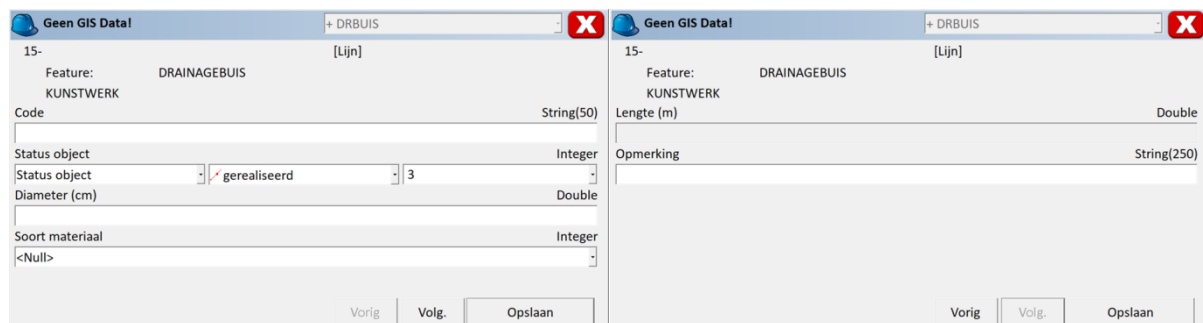 Geen GIS Data!
+ DRBUIS
X
15-
[Lijn]
Feature: DRAINAGEBUIS
KUNSTWERK
Code String(50)
Status object Integer
Status object gerealiseerd 3
Diameter (cm) Double
Soort materiaal Integer
<Null>
Vorig Volg. Opslaan
Geen GIS Data!
+ DRBUIS
X
15-
[Lijn]
Feature: DRAINAGEBUIS
KUNSTWERK
Lengte (m) Double
Opmerking String(250)
Vorig Volg. Opslaan